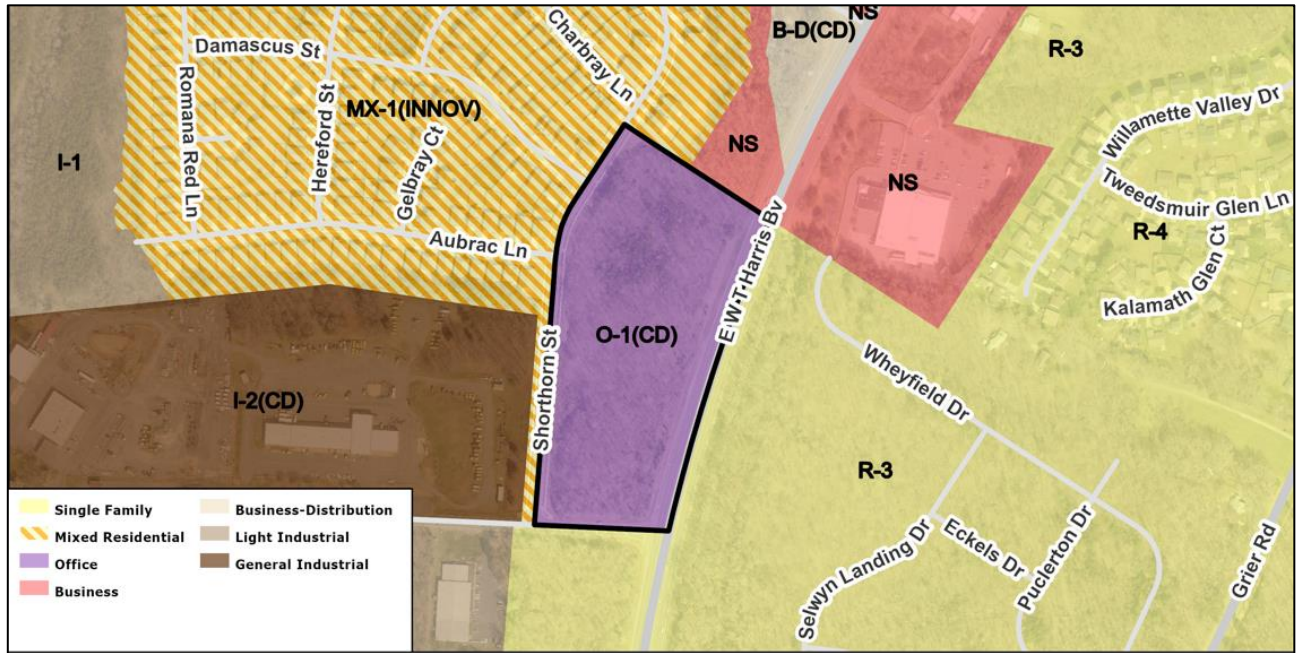 NS
B-D(CD)
R-3
Charbray Ln
Damascus St
Willamette Valley Dr
MX-1(INNOV)
Romana Red Ln
Hereford St
Gelbray Ct
I-1
NS
NS
Tweedsmuir Glen Ln
R-4
Aubrac Ln
Kalamath Glen Ct
E W-T Harris Bv
O-1(CD)
Shorthorn St
Wheyfield Dr
I-2(CD)
R-3
Selwyn Landing Dr
Eckels Dr
Puclerton Dr
Grier Rd
Single Family
Mixed Residential
Office
Business
Business-Distribution
Light Industrial
General Industrial